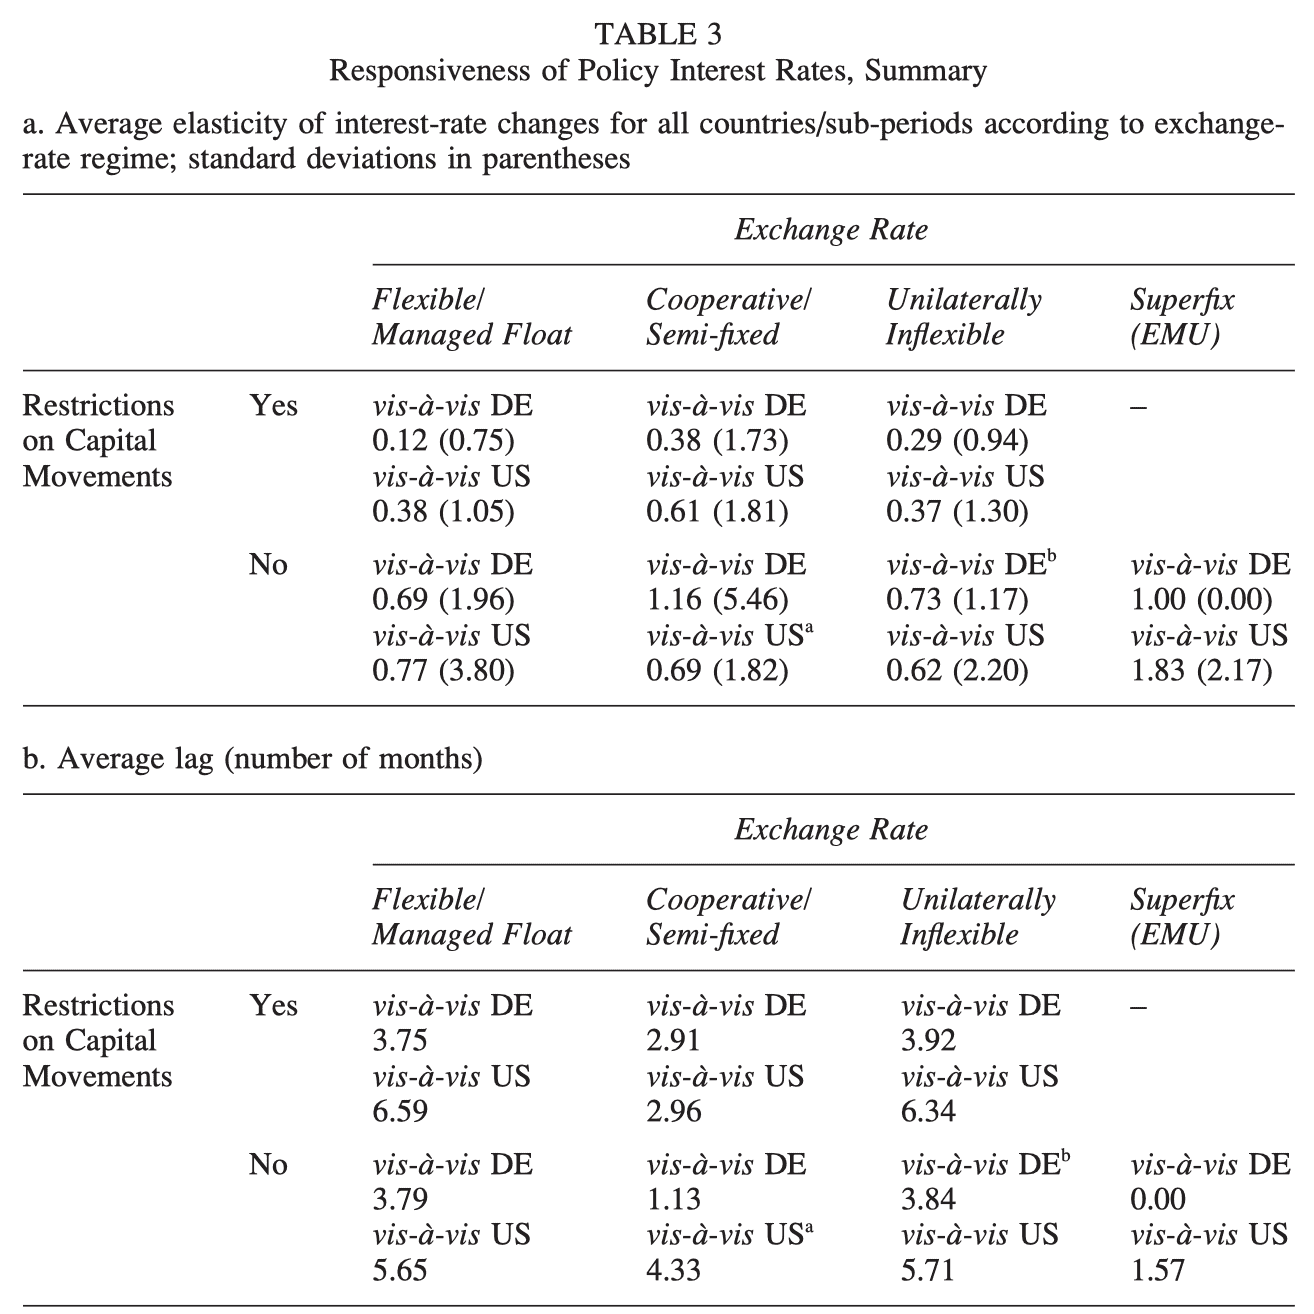 TABLE 3
Responsiveness of Policy Interest Rates, Summary
a. Average elasticity of interest-rate changes for all countries/sub-periods according to exchange-
rate regime; standard deviations in parentheses
Exchange Rate
Flexible/ Cooperative/ Unilaterally Superfix
Managed Float Semi-fixed Inflexible (EMU)
Restrictions Yes vis-à-vis DE vis-à-vis DE vis-à-vis DE –
on Capital 0.12 (0.75) 0.38 (1.73) 0.29 (0.94)
Movements vis-à-vis US vis-à-vis US vis-à-vis US
0.38 (1.05) 0.61 (1.81) 0.37 (1.30)
No vis-à-vis DE vis-à-vis DE vis-à-vis DEᵇ vis-à-vis DE
0.69 (1.96) 1.16 (5.46) 0.73 (1.17) 1.00 (0.00)
vis-à-vis US vis-à-vis USᵃ vis-à-vis US vis-à-vis US
0.77 (3.80) 0.69 (1.82) 0.62 (2.20) 1.83 (2.17)
b. Average lag (number of months)
Exchange Rate
Flexible/ Cooperative/ Unilaterally Superfix
Managed Float Semi-fixed Inflexible (EMU)
Restrictions Yes vis-à-vis DE vis-à-vis DE vis-à-vis DE –
on Capital 3.75 2.91 3.92
Movements vis-à-vis US vis-à-vis US vis-à-vis US
6.59 2.96 6.34
No vis-à-vis DE vis-à-vis DE vis-à-vis DEᵇ vis-à-vis DE
3.79 1.13 3.84 0.00
vis-à-vis US vis-à-vis USᵃ vis-à-vis US vis-à-vis US
5.65 4.33 5.71 1.57